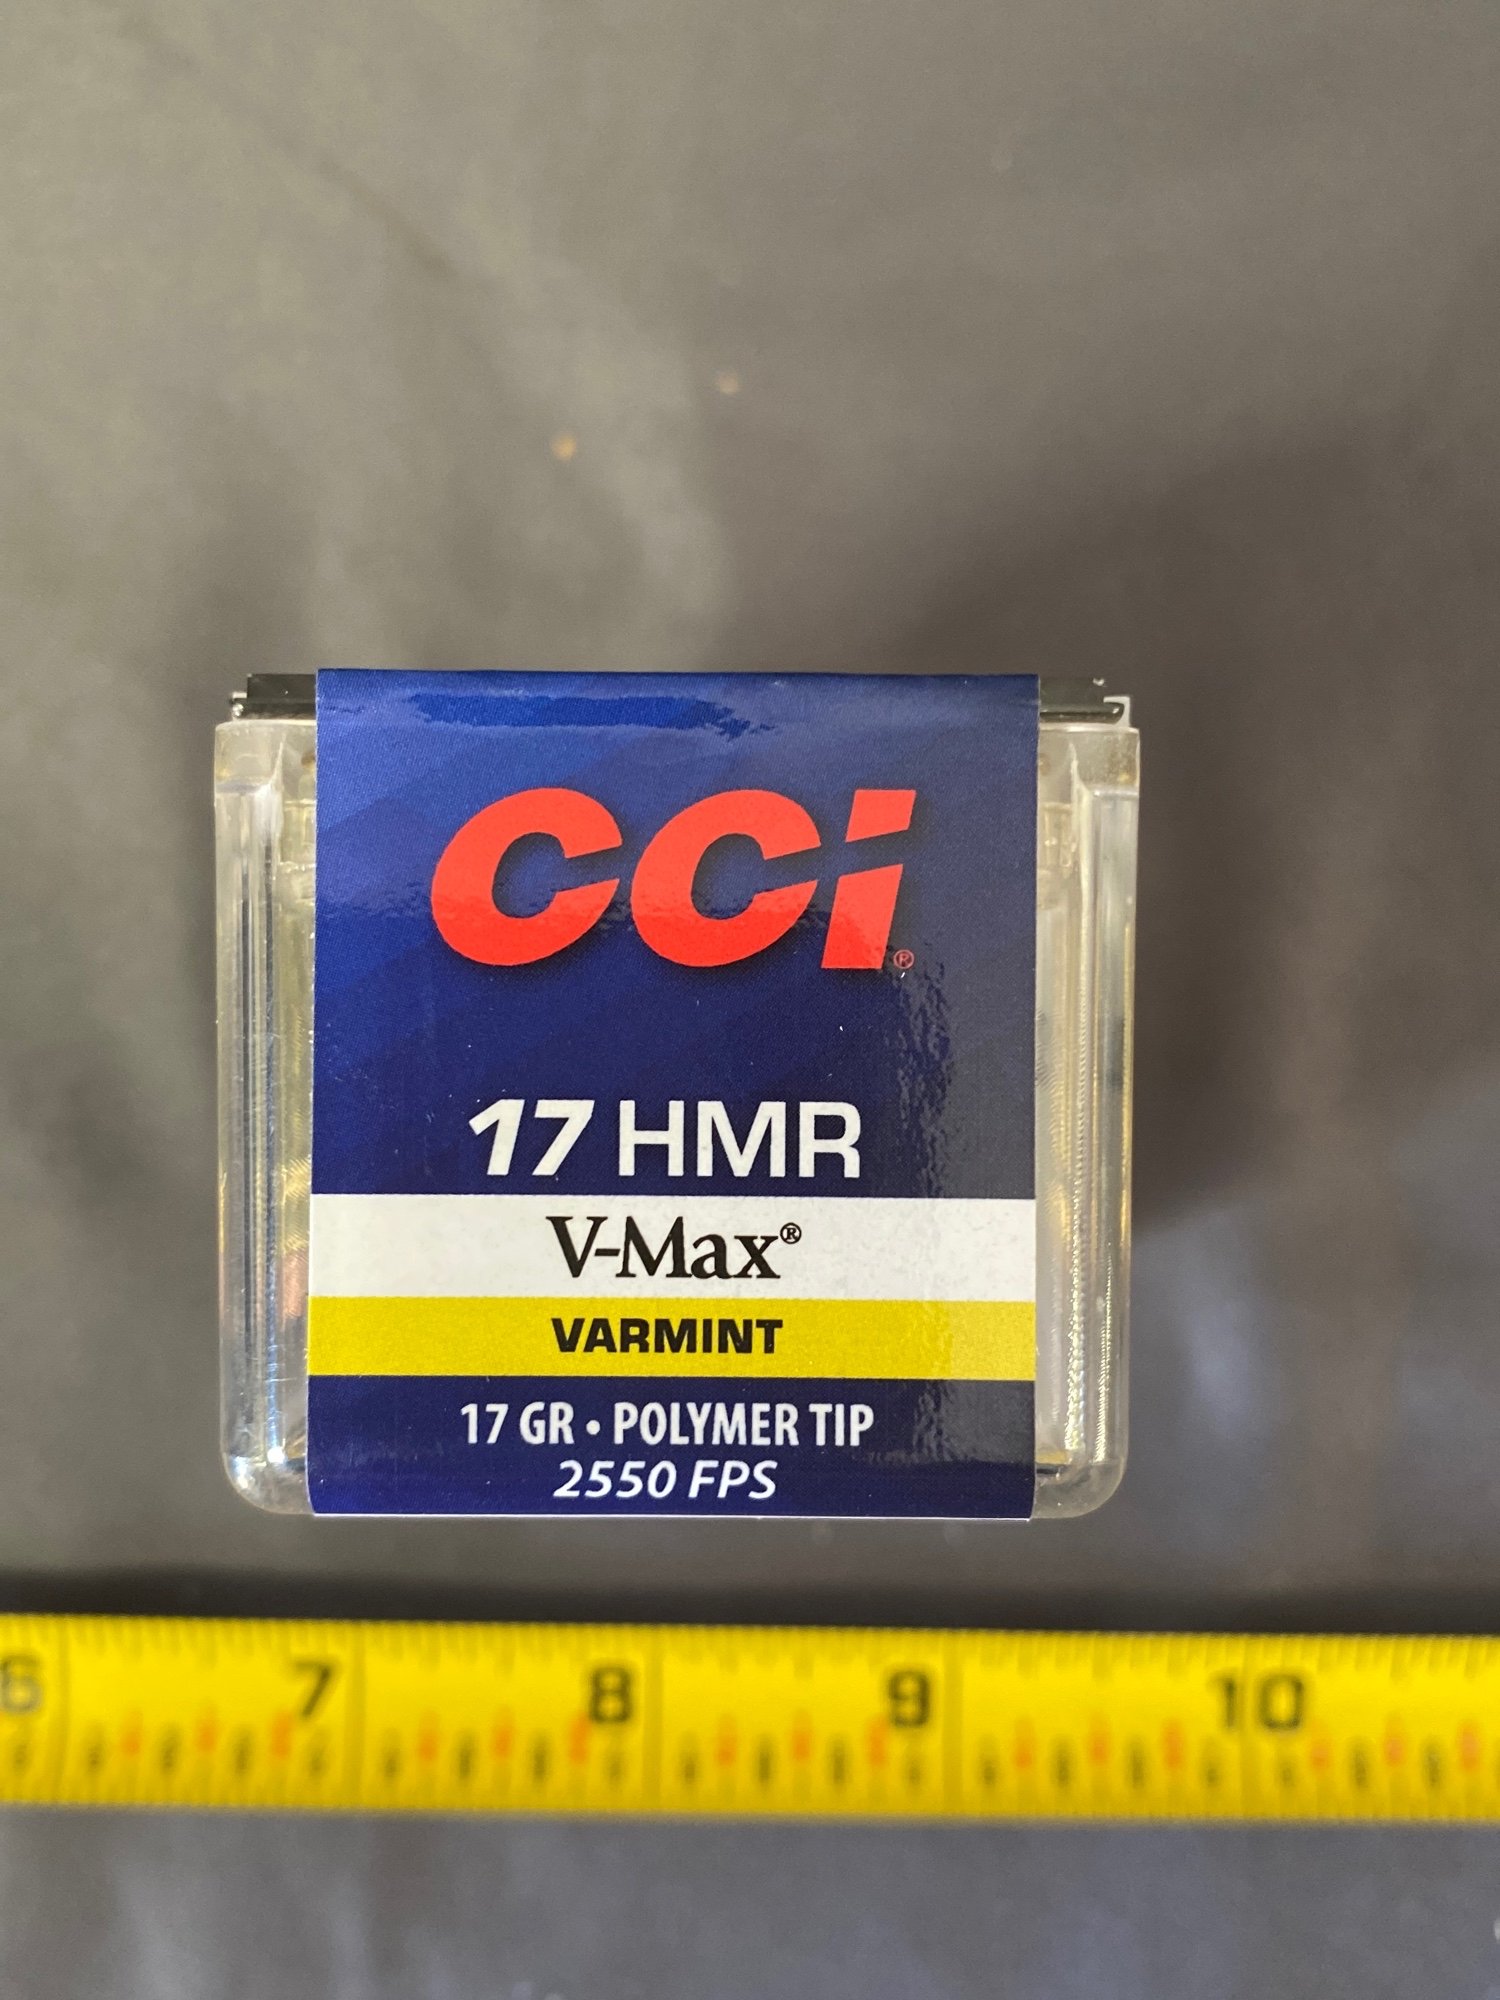 CCI®
17 HMR
V-Max®
VARMINT
17 GR • POLYMER TIP
2550 FPS
6 7 8 9 10